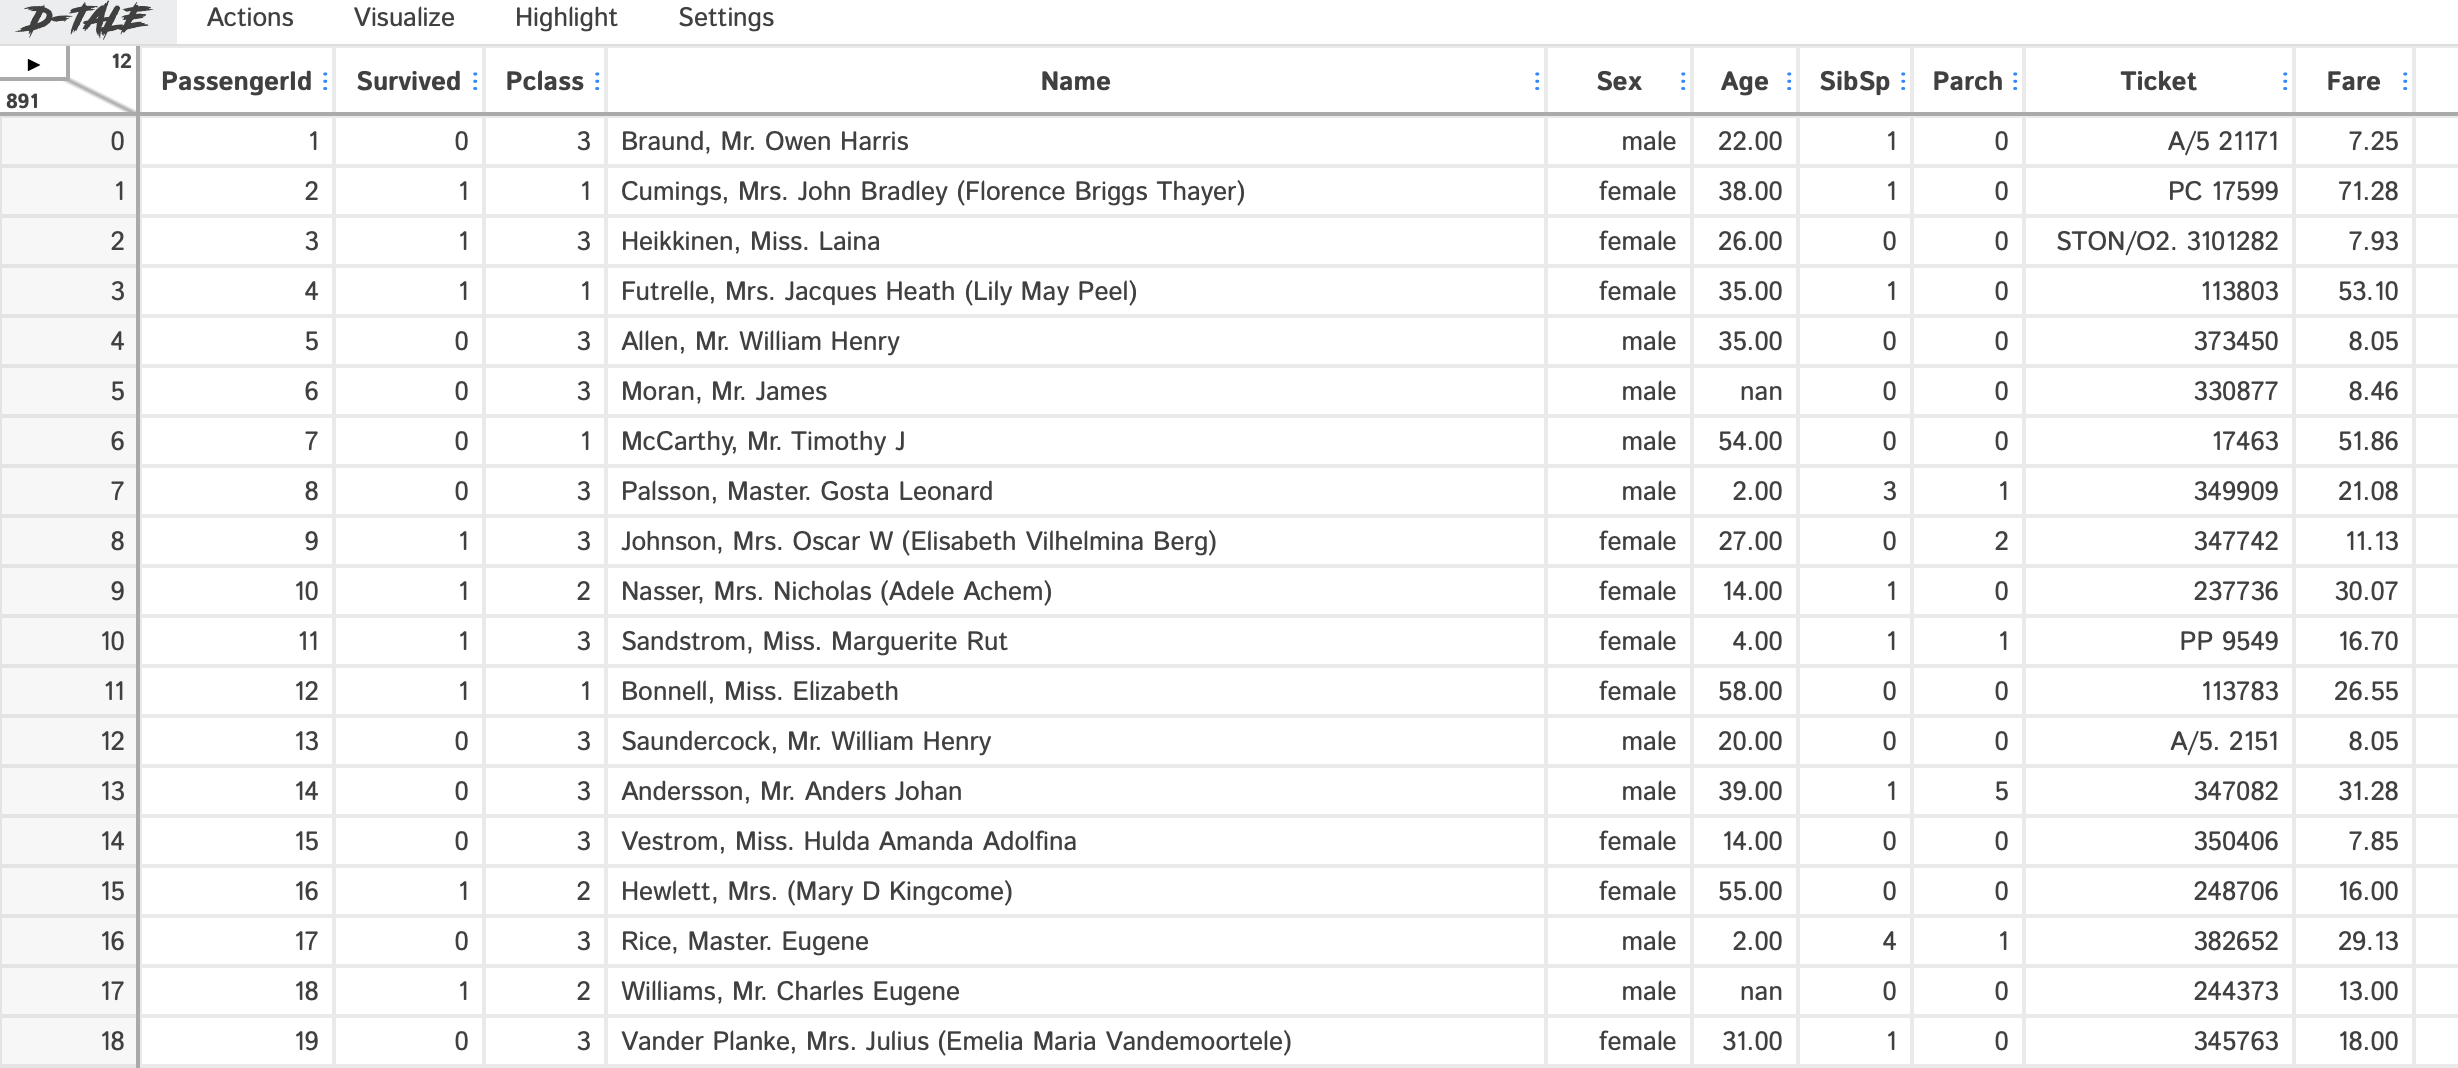 D-TALE Actions Visualize Highlight Settings
▶ 12
891 PassengerId Survived Pclass Name Sex Age SibSp Parch Ticket Fare
0 1 0 3 Braund, Mr. Owen Harris male 22.00 1 0 A/5 21171 7.25
1 2 1 1 Cumings, Mrs. John Bradley (Florence Briggs Thayer) female 38.00 1 0 PC 17599 71.28
2 3 1 3 Heikkinen, Miss. Laina female 26.00 0 0 STON/O2. 3101282 7.93
3 4 1 1 Futrelle, Mrs. Jacques Heath (Lily May Peel) female 35.00 1 0 113803 53.10
4 5 0 3 Allen, Mr. William Henry male 35.00 0 0 373450 8.05
5 6 0 3 Moran, Mr. James male nan 0 0 330877 8.46
6 7 0 1 McCarthy, Mr. Timothy J male 54.00 0 0 17463 51.86
7 8 0 3 Palsson, Master. Gosta Leonard male 2.00 3 1 349909 21.08
8 9 1 3 Johnson, Mrs. Oscar W (Elisabeth Vilhelmina Berg) female 27.00 0 2 347742 11.13
9 10 1 2 Nasser, Mrs. Nicholas (Adele Achem) female 14.00 1 0 237736 30.07
10 11 1 3 Sandstrom, Miss. Marguerite Rut female 4.00 1 1 PP 9549 16.70
11 12 1 1 Bonnell, Miss. Elizabeth female 58.00 0 0 113783 26.55
12 13 0 3 Saundercock, Mr. William Henry male 20.00 0 0 A/5. 2151 8.05
13 14 0 3 Andersson, Mr. Anders Johan male 39.00 1 5 347082 31.28
14 15 0 3 Vestrom, Miss. Hulda Amanda Adolfina female 14.00 0 0 350406 7.85
15 16 1 2 Hewlett, Mrs. (Mary D Kingcome) female 55.00 0 0 248706 16.00
16 17 0 3 Rice, Master. Eugene male 2.00 4 1 382652 29.13
17 18 1 2 Williams, Mr. Charles Eugene male nan 0 0 244373 13.00
18 19 0 3 Vander Planke, Mrs. Julius (Emelia Maria Vandemoortele) female 31.00 1 0 345763 18.00